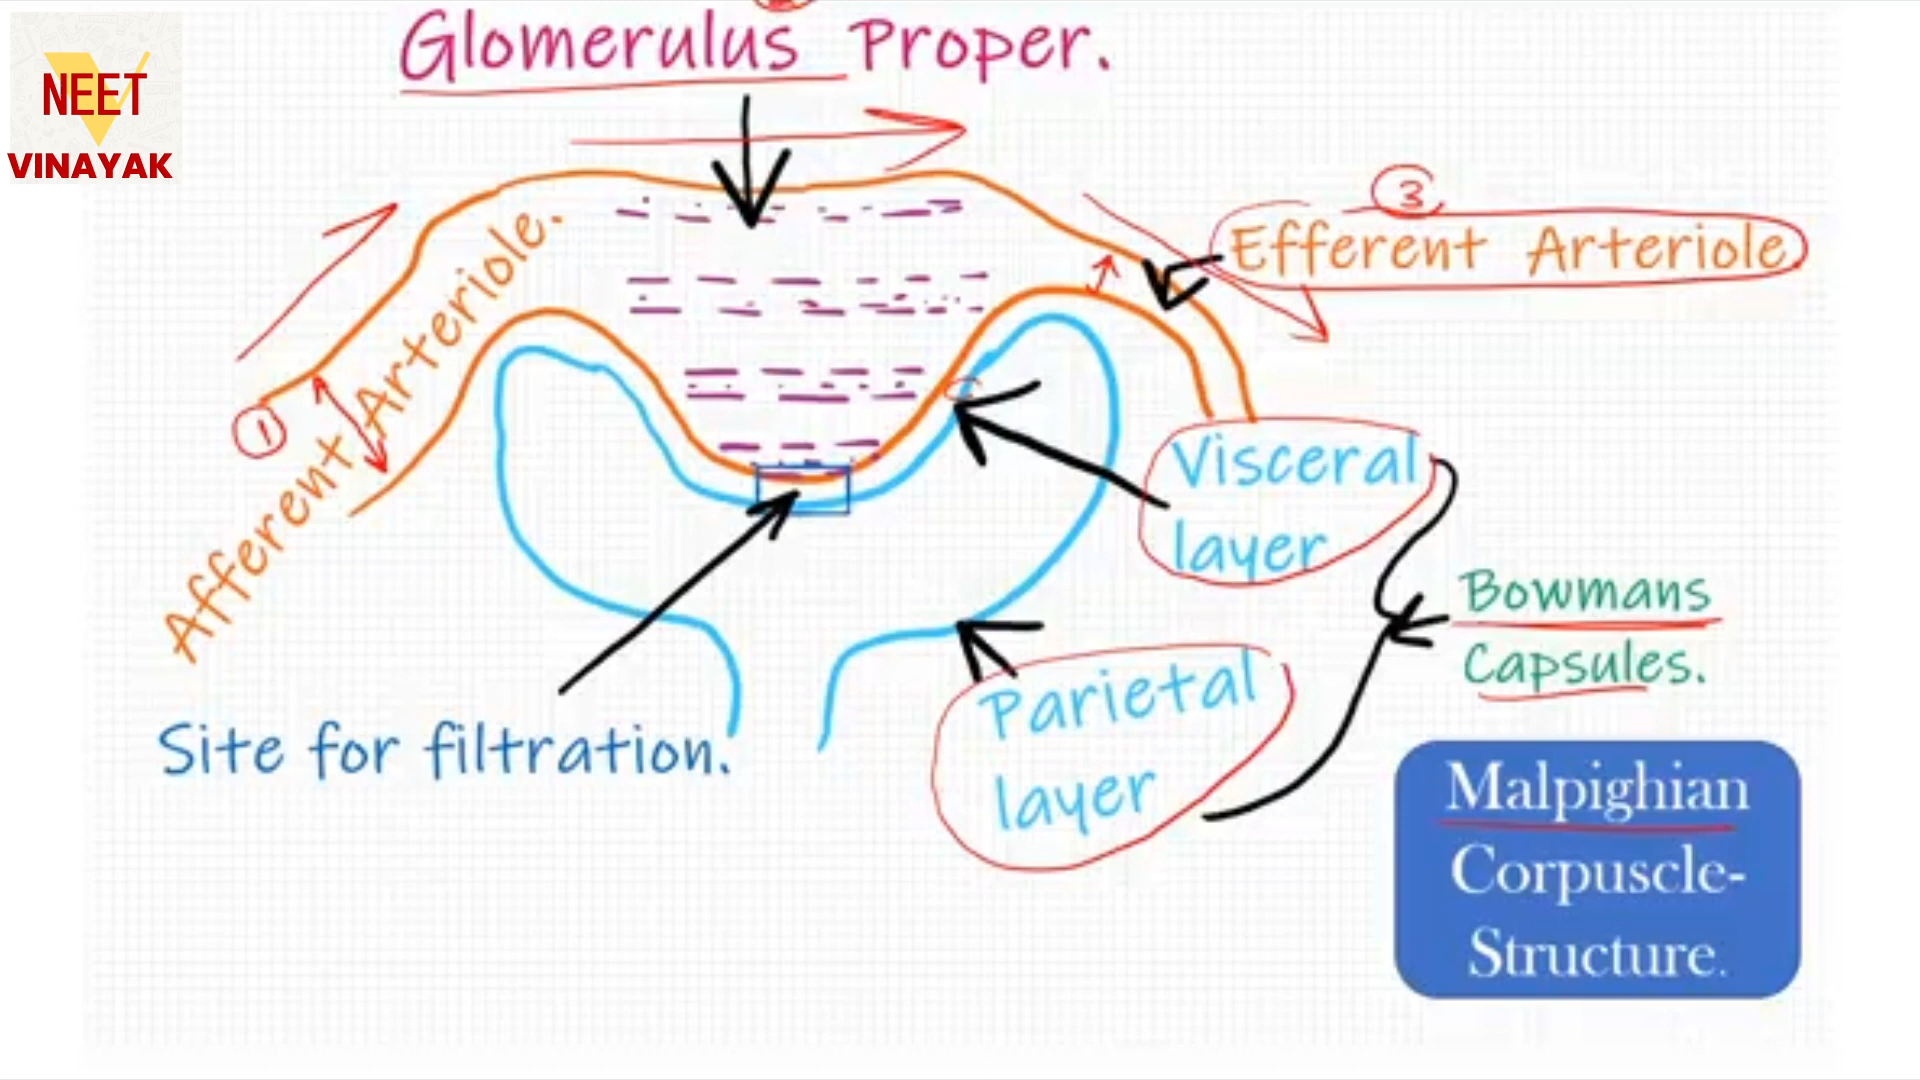 NEET
VINAYAK
Glomerulus Proper.
3
Efferent Arteriole
1
Afferent Arteriole.
Visceral
layer
Bowmans
Capsules.
Parietal
layer
Site for filtration.
Malpighian
Corpuscle-
Structure.